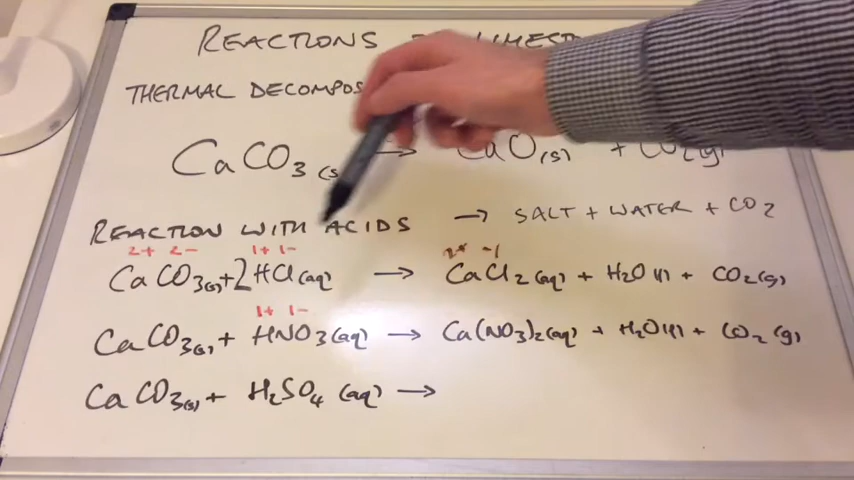 REACTIONS
THERMAL DECOMPOS
CaCO3(s → CaO(s) + CO2(g)
REACTION WITH ACIDS → SALT + WATER + CO2
2+ 2- 1+ 1- 2+ -1
CaCO3(s) + 2HCl(aq) → CaCl2(aq) + H2O(l) + CO2(g)
1+ 1-
CaCO3(s) + HNO3(aq) → Ca(NO3)2(aq) + H2O(l) + CO2(g)
CaCO3(s) + H2SO4(aq) →